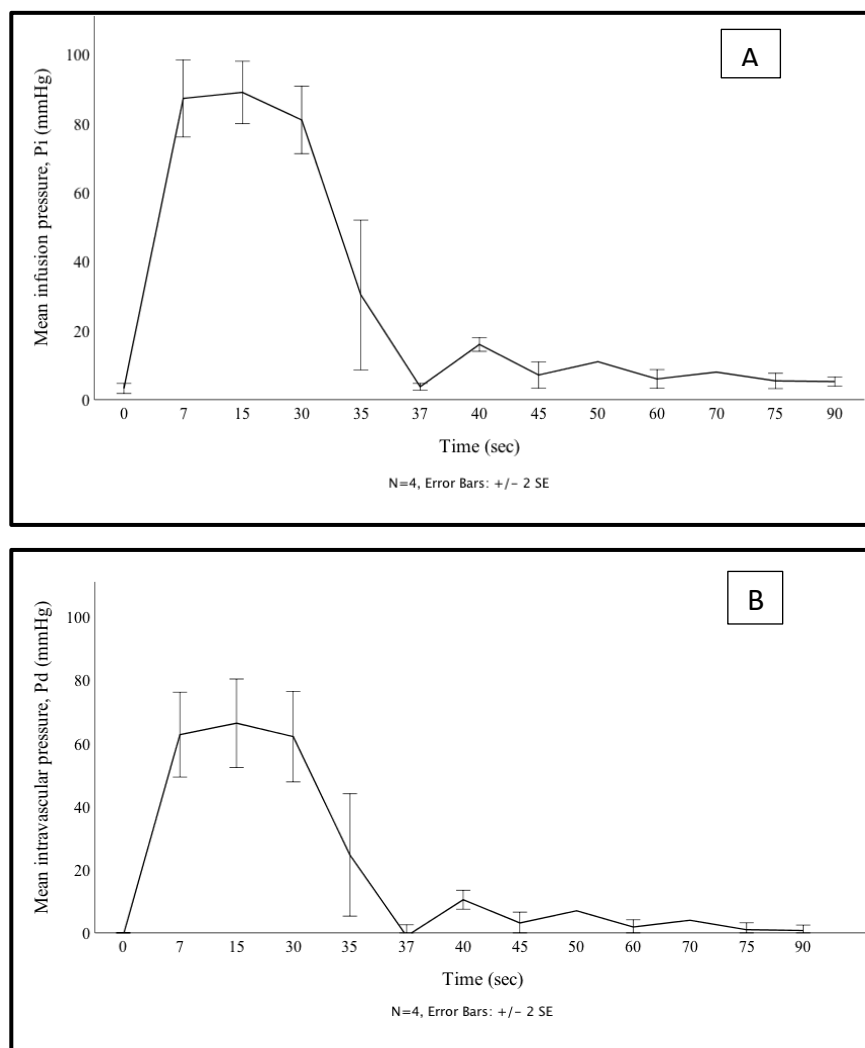 A
Mean infusion pressure, Pi (mmHg)
100
80
60
40
20
0
0 7 15 30 35 37 40 45 50 60 70 75 90
Time (sec)
N=4, Error Bars: +/- 2 SE
B
Mean intravascular pressure, Pd (mmHg)
100
80
60
40
20
0
0 7 15 30 35 37 40 45 50 60 70 75 90
Time (sec)
N=4, Error Bars: +/- 2 SE